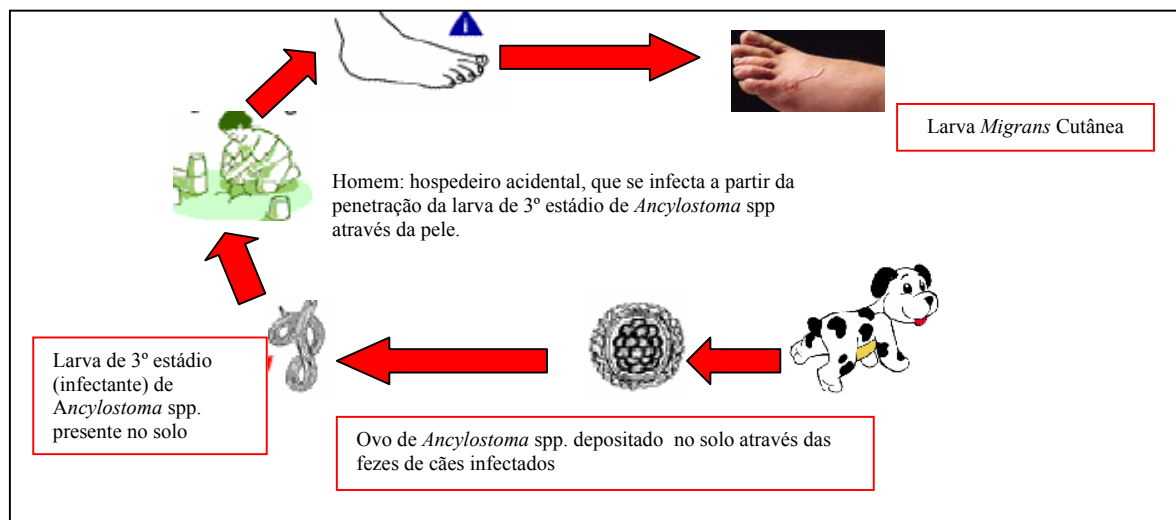 Larva Migrans Cutânea
Homem: hospedeiro acidental, que se infecta a partir da
penetração da larva de 3º estádio de Ancylostoma spp
através da pele.
Larva de 3º estádio
(infectante) de
Ancylostoma spp.
presente no solo
Ovo de Ancylostoma spp. depositado no solo através das
fezes de cães infectados